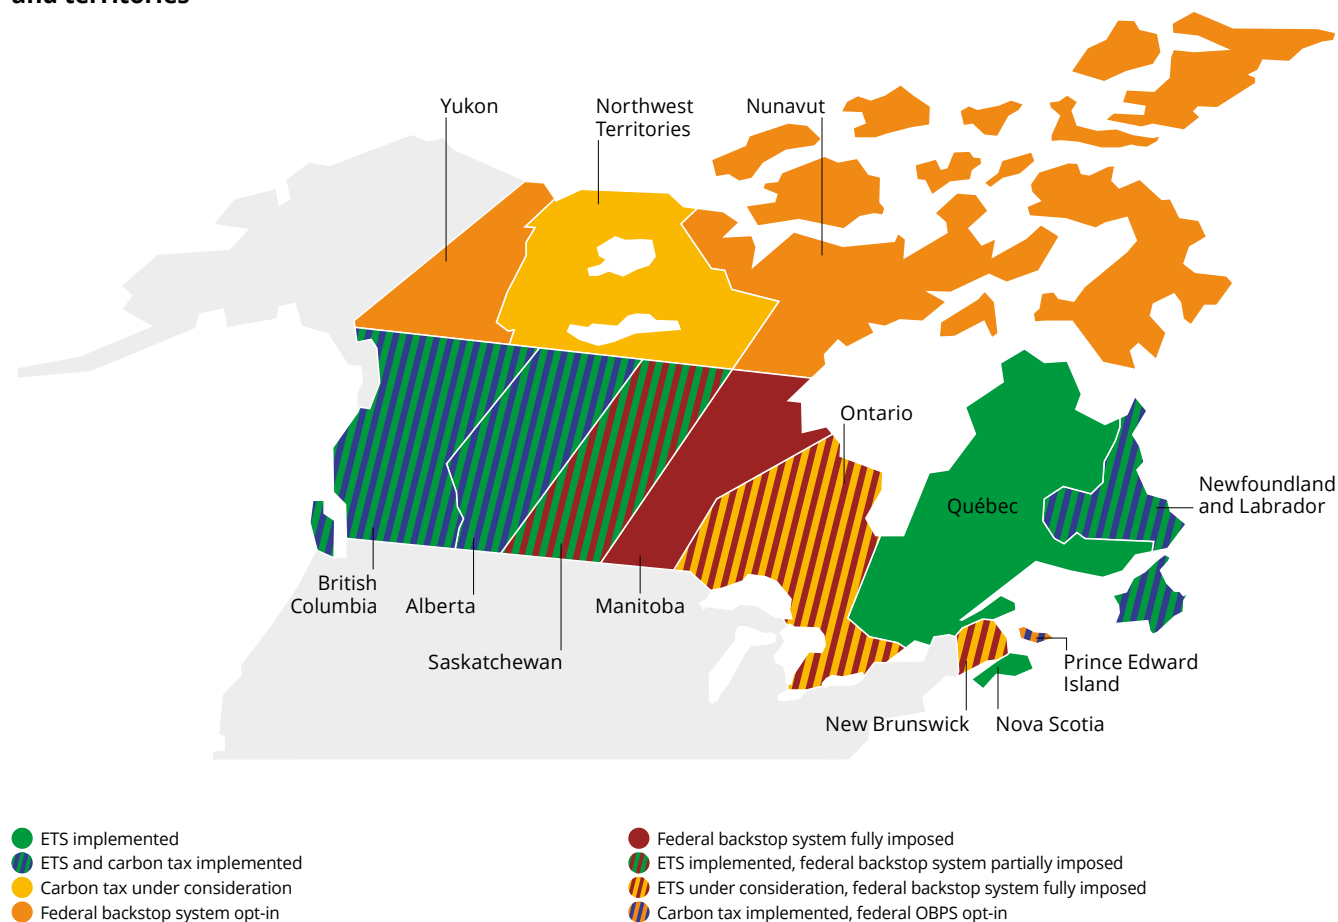 and territories
Yukon
Northwest
Territories
Nunavut
Ontario
Québec
Newfoundland
and Labrador
British
Columbia
Alberta
Manitoba
Saskatchewan
Prince Edward
Island
New Brunswick
Nova Scotia
ETS implemented
ETS and carbon tax implemented
Carbon tax under consideration
Federal backstop system opt-in
Federal backstop system fully imposed
ETS implemented, federal backstop system partially imposed
ETS under consideration, federal backstop system fully imposed
Carbon tax implemented, federal OBPS opt-in